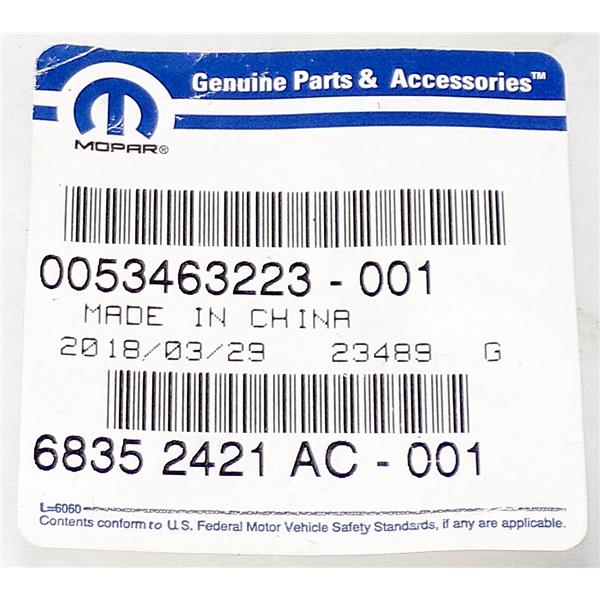 Genuine Parts & Accessories™
MOPAR®
0053463223 - 001
MADE IN CHINA
2018/03/29 23489 G
6835 2421 AC - 001
L=6060
Contents conform to U.S. Federal Motor Vehicle Safety Standards, if any are applicable.